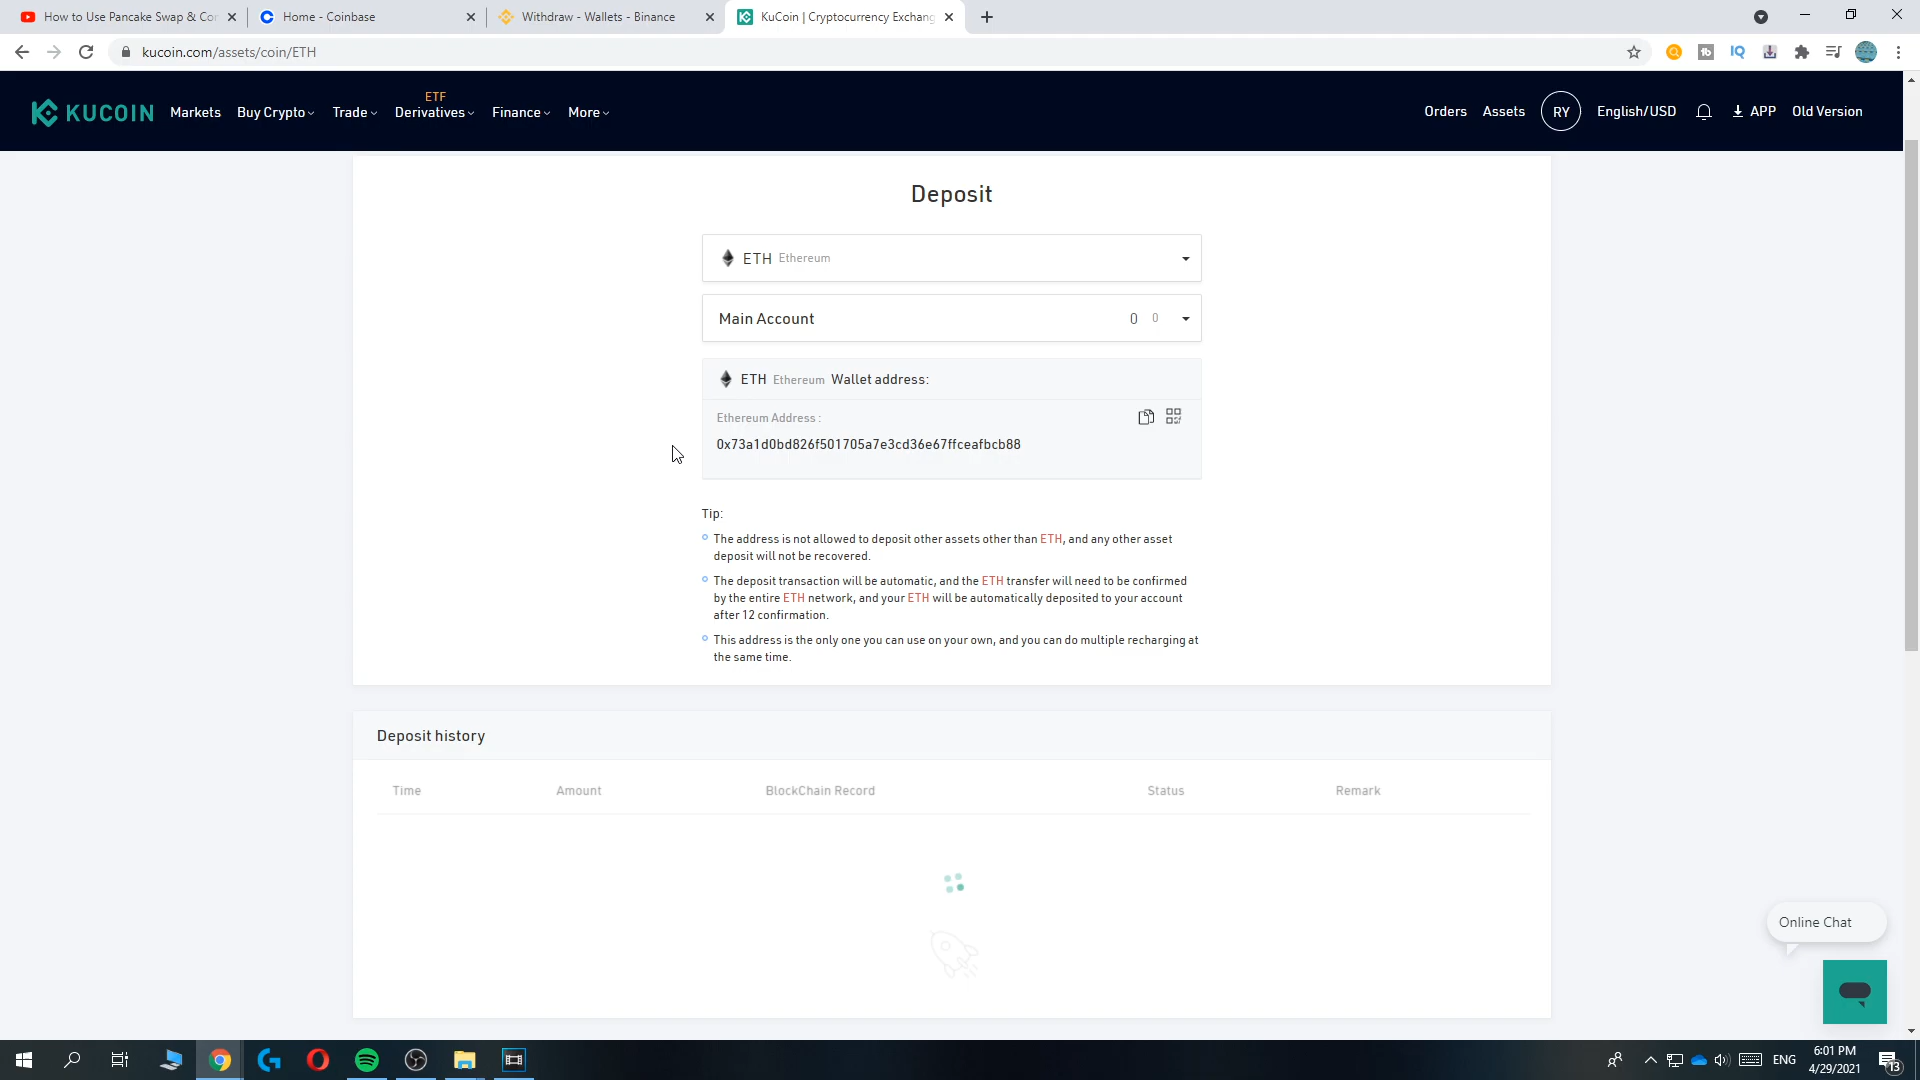 How to Use Pancake Swap & Co
Home - Coinbase
Withdraw - Wallets - Binance
KuCoin | Cryptocurrency Exchang
kucoin.com/assets/coin/ETH
KUCOIN
Markets
Buy Crypto
Trade
ETF
Derivatives
Finance
More
Orders
Assets
RY
English/USD
APP
Old Version
Deposit
ETH Ethereum
Main Account 0 0
ETH Ethereum Wallet address:
Ethereum Address :
0x73a1d0bd826f501705a7e3cd36e67ffceafbcb88
Tip:
The address is not allowed to deposit other assets other than ETH, and any other asset
deposit will not be recovered.
The deposit transaction will be automatic, and the ETH transfer will need to be confirmed
by the entire ETH network, and your ETH will be automatically deposited to your account
after 12 confirmation.
This address is the only one you can use on your own, and you can do multiple recharging at
the same time.
Deposit history
Time Amount BlockChain Record Status Remark
Online Chat
ENG
6:01 PM
4/29/2021
13